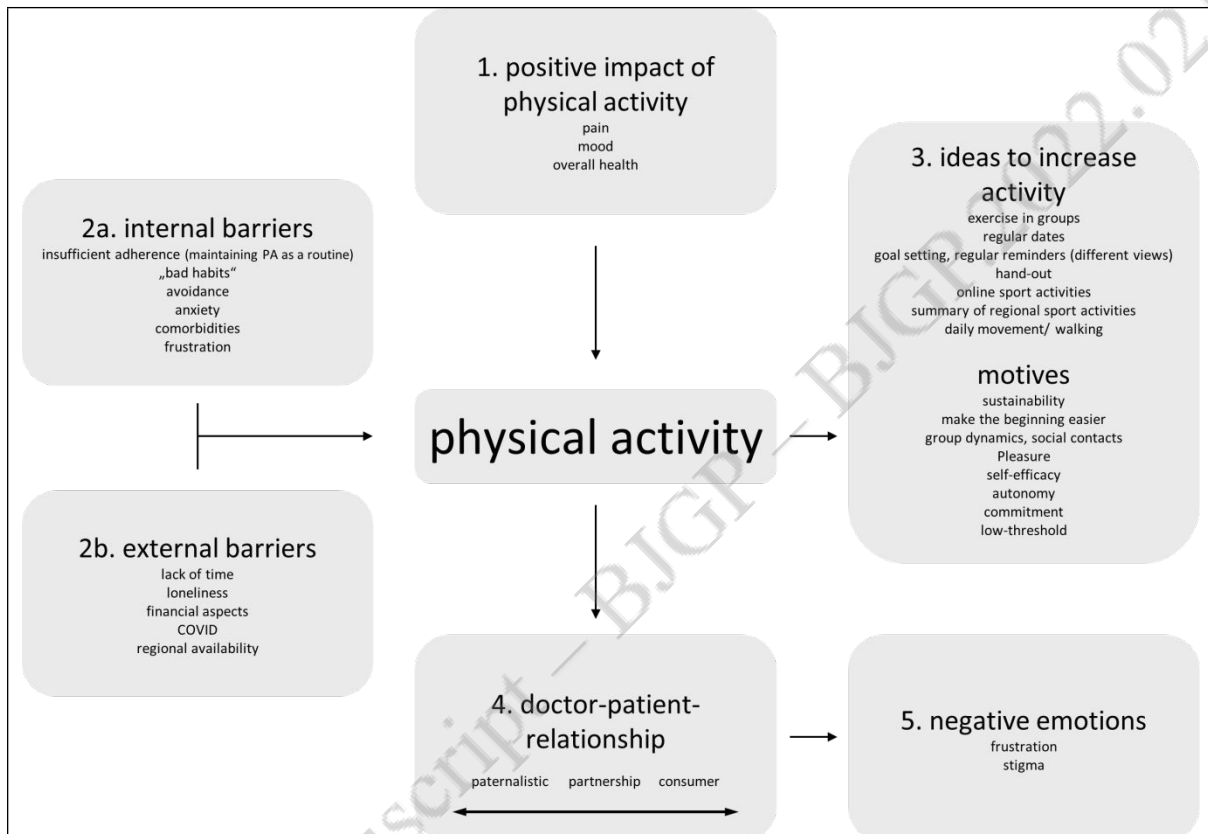 1. positive impact of
physical activity
pain
mood
overall health
2a. internal barriers
insufficient adherence (maintaining PA as a routine)
„bad habits“
avoidance
anxiety
comorbidities
frustration
2b. external barriers
lack of time
loneliness
financial aspects
COVID
regional availability
physical activity
3. ideas to increase
activity
exercise in groups
regular dates
goal setting, regular reminders (different views)
hand-out
online sport activities
summary of regional sport activities
daily movement/ walking
motives
sustainability
make the beginning easier
group dynamics, social contacts
Pleasure
self-efficacy
autonomy
commitment
low-threshold
4. doctor-patient-
relationship
paternalistic partnership consumer
5. negative emotions
frustration
stigma
script – BJGP – BJGP.2022.02